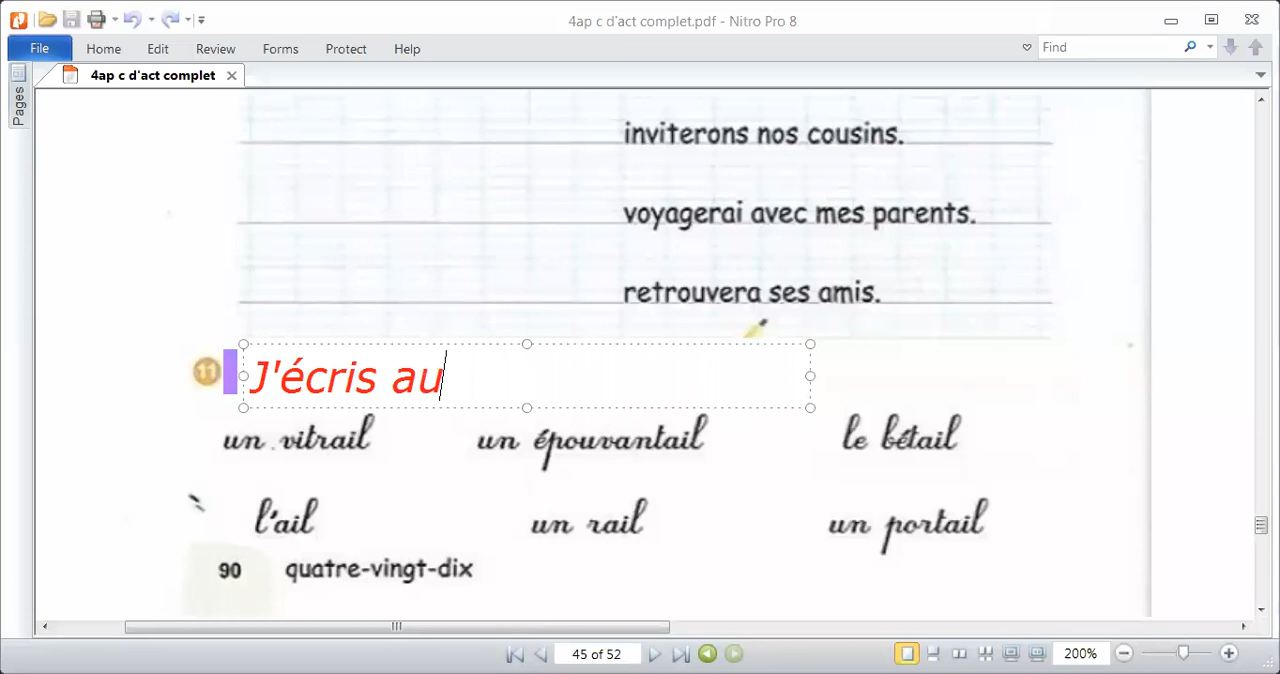 4ap c d'act complet.pdf - Nitro Pro 8
File Home Edit Review Forms Protect Help Find
4ap c d'act complet
Pages
inviterons nos cousins.
voyagerai avec mes parents.
retrouvera ses amis.
11 J'écris au
un vitrail un épouvantail le bétail
l'ail un rail un portail
90 quatre-vingt-dix
45 of 52 200%